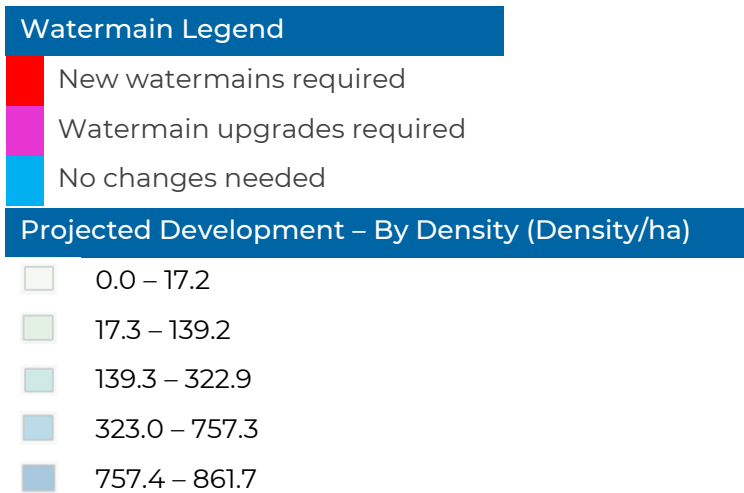 Watermain Legend
New watermains required
Watermain upgrades required
No changes needed
Projected Development – By Density (Density/ha)
0.0 – 17.2
17.3 – 139.2
139.3 – 322.9
323.0 – 757.3
757.4 – 861.7